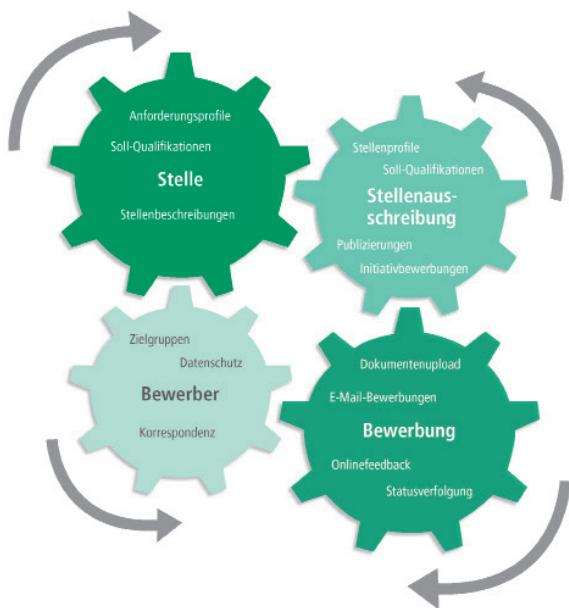 Anforderungsprofile
Soll-Qualifikationen
Stelle
Stellenbeschreibungen
Stellenprofile
Soll-Qualifikationen
Stellenaus-
schreibung
Publizierungen
Initiativbewerbungen
Zielgruppen
Datenschutz
Bewerber
Korrespondenz
Dokumentenupload
E-Mail-Bewerbungen
Bewerbung
Onlinefeedback
Statusverfolgung